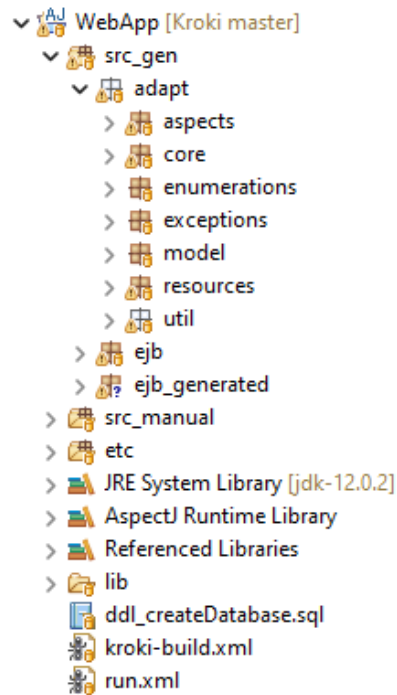 WebApp [Kroki master]
src_gen
adapt
aspects
core
enumerations
exceptions
model
resources
util
ejb
ejb_generated
src_manual
etc
JRE System Library [jdk-12.0.2]
AspectJ Runtime Library
Referenced Libraries
lib
ddl_createDatabase.sql
kroki-build.xml
run.xml